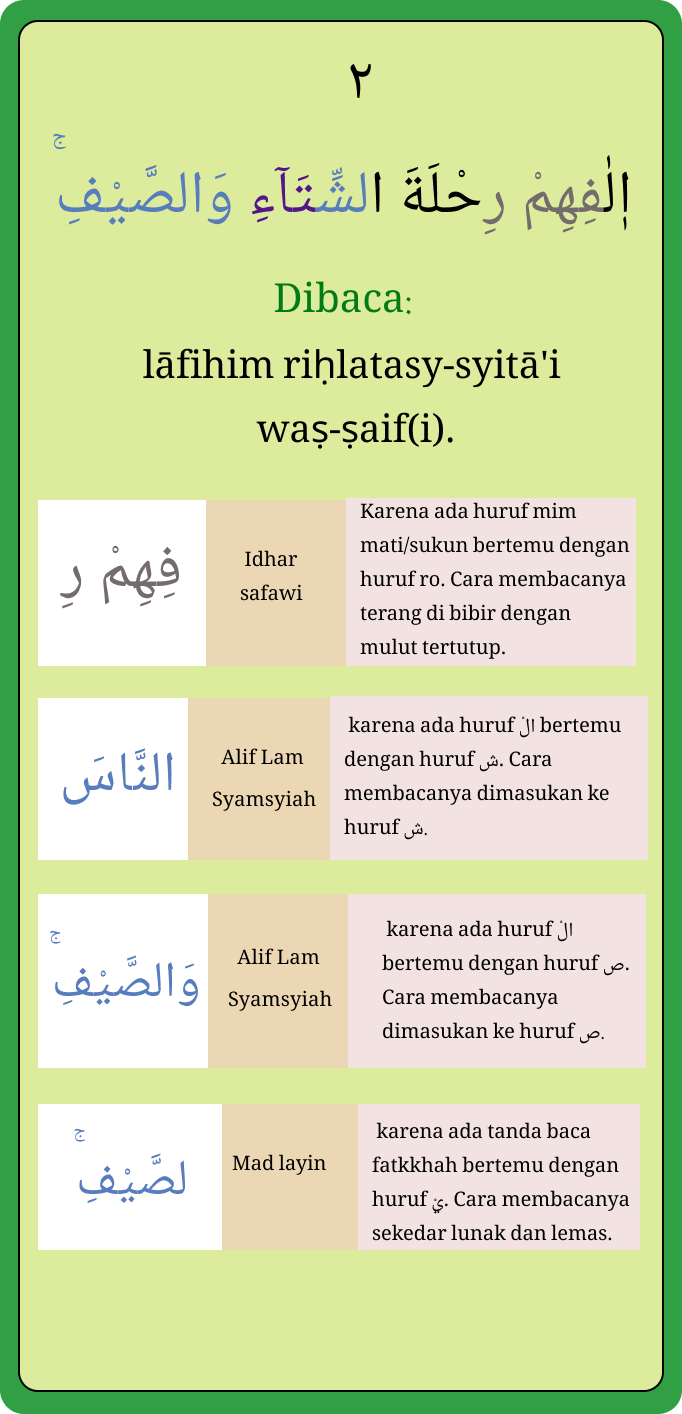 ٢
اٖلٰفِهِمْ رِحْلَةَ الشِّتَاۤءِ وَالصَّيْفِۚ
Dibaca:
lāfihim riḥlatasy-syitā'i
waṣ-ṣaif(i).
فِهِمْ رِ
Idhar
safawi
Karena ada huruf mim
mati/sukun bertemu dengan
huruf ro. Cara membacanya
terang di bibir dengan
mulut tertutup.
النَّاسَ
Alif Lam
Syamsyiah
karena ada huruf الْ bertemu
dengan huruf ش. Cara
membacanya dimasukan ke
huruf ش.
وَالصَّيْفِۚ
Alif Lam
Syamsyiah
karena ada huruf الْ
bertemu dengan huruf ص.
Cara membacanya
dimasukan ke huruf ص.
لصَّيْفِۚ
Mad layin
karena ada tanda baca
fatkkhah bertemu dengan
huruf يْ. Cara membacanya
sekedar lunak dan lemas.